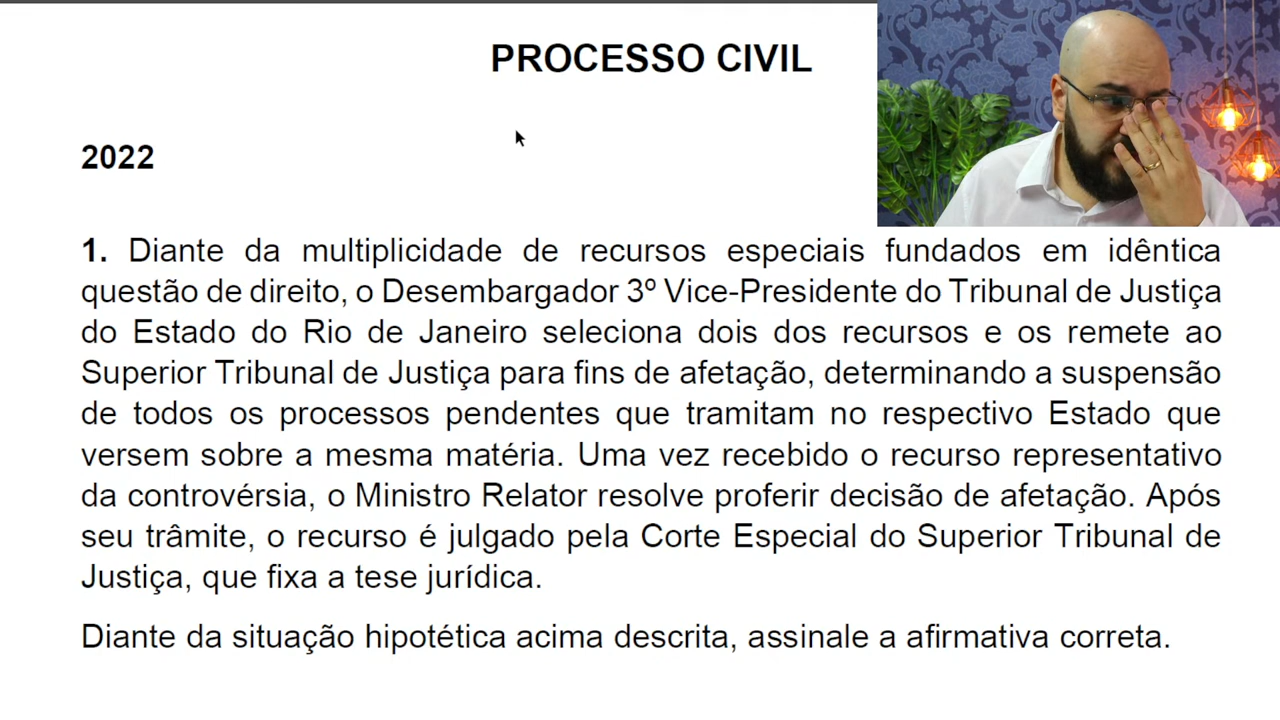 PROCESSO CIVIL
2022
1. Diante da multiplicidade de recursos especiais fundados em idêntica
questão de direito, o Desembargador 3º Vice-Presidente do Tribunal de Justiça
do Estado do Rio de Janeiro seleciona dois dos recursos e os remete ao
Superior Tribunal de Justiça para fins de afetação, determinando a suspensão
de todos os processos pendentes que tramitam no respectivo Estado que
versem sobre a mesma matéria. Uma vez recebido o recurso representativo
da controvérsia, o Ministro Relator resolve proferir decisão de afetação. Após
seu trâmite, o recurso é julgado pela Corte Especial do Superior Tribunal de
Justiça, que fixa a tese jurídica.
Diante da situação hipotética acima descrita, assinale a afirmativa correta.